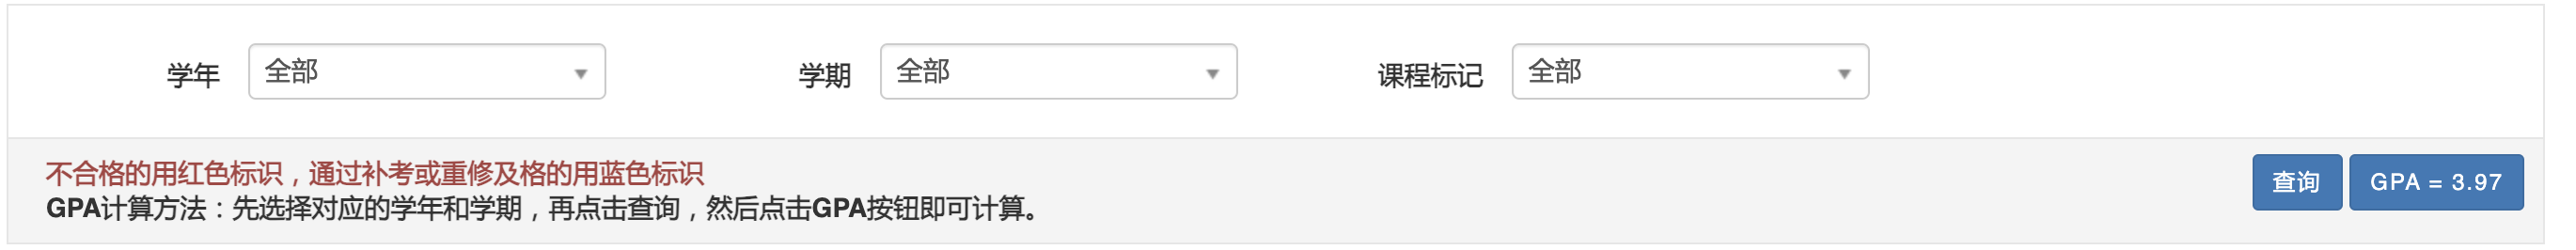 学年 全部 学期 全部 课程标记 全部
不合格的用红色标识，通过补考或重修及格的用蓝色标识
GPA计算方法：先选择对应的学年和学期，再点击查询，然后点击GPA按钮即可计算。
查询 GPA = 3.97